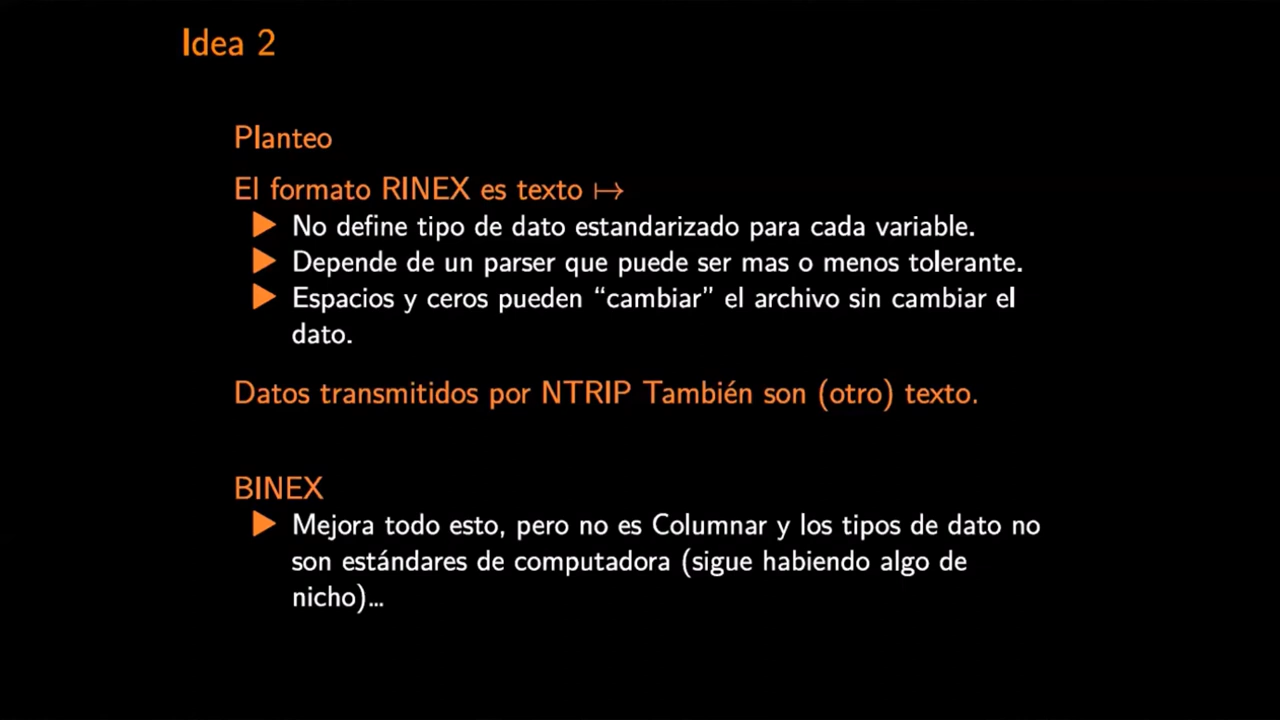 Idea 2
Planteo
El formato RINEX es texto ↦
▶ No define tipo de dato estandarizado para cada variable.
▶ Depende de un parser que puede ser mas o menos tolerante.
▶ Espacios y ceros pueden “cambiar” el archivo sin cambiar el
dato.
Datos transmitidos por NTRIP También son (otro) texto.
BINEX
▶ Mejora todo esto, pero no es Columnar y los tipos de dato no
son estándares de computadora (sigue habiendo algo de
nicho)...